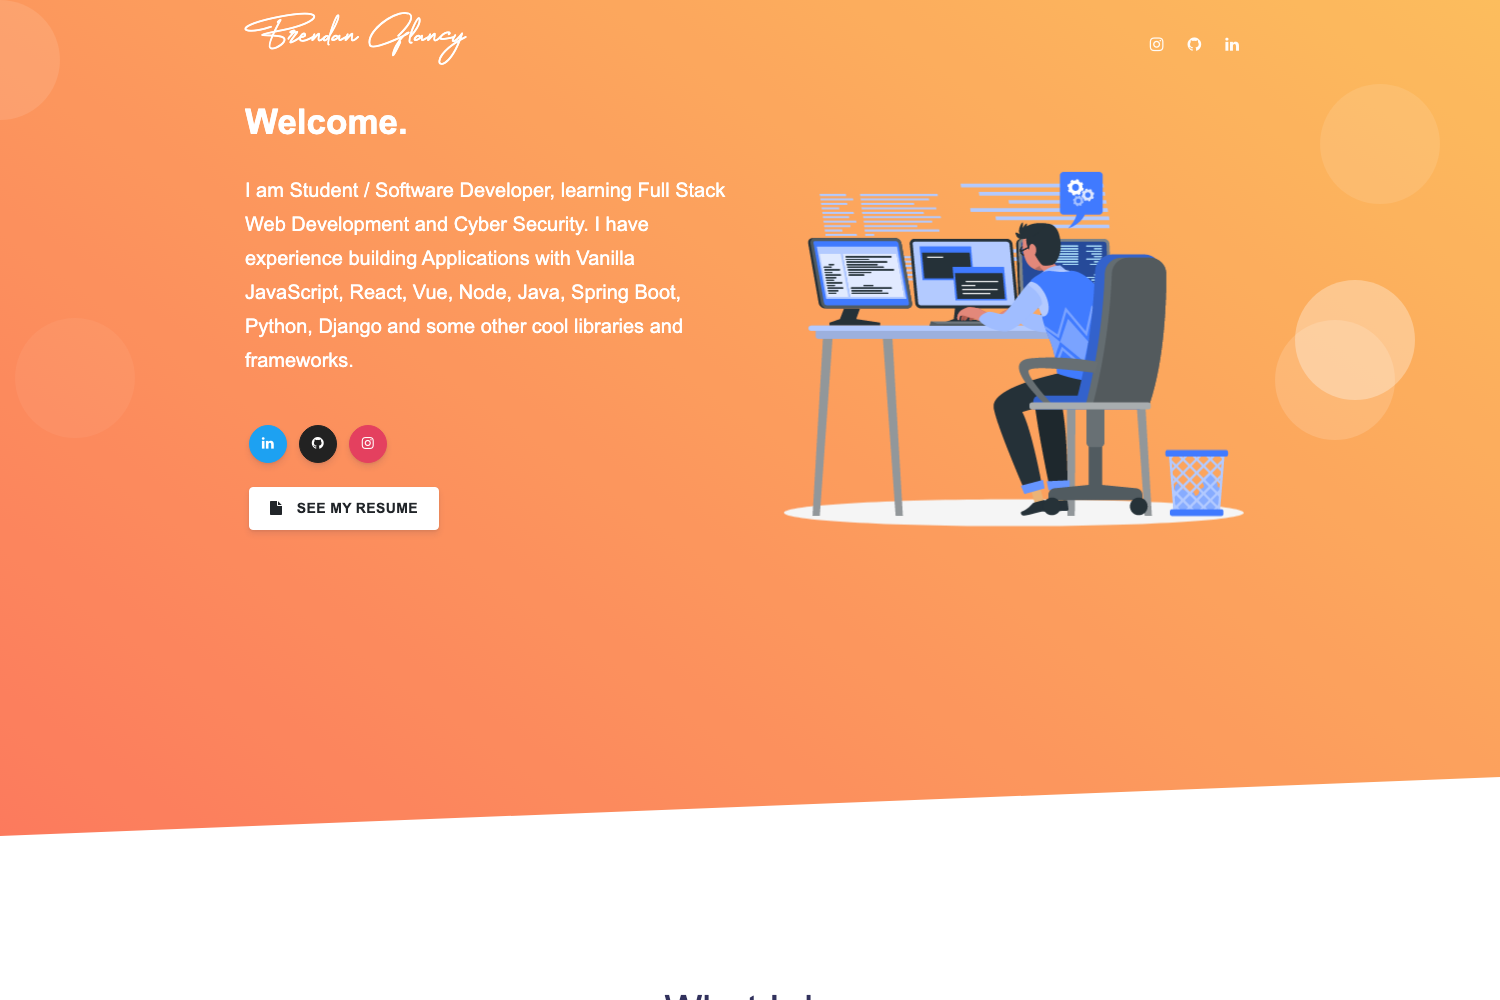 Brendan Glancy
Welcome.
I am Student / Software Developer, learning Full Stack
Web Development and Cyber Security. I have
experience building Applications with Vanilla
JavaScript, React, Vue, Node, Java, Spring Boot,
Python, Django and some other cool libraries and
frameworks.
SEE MY RESUME